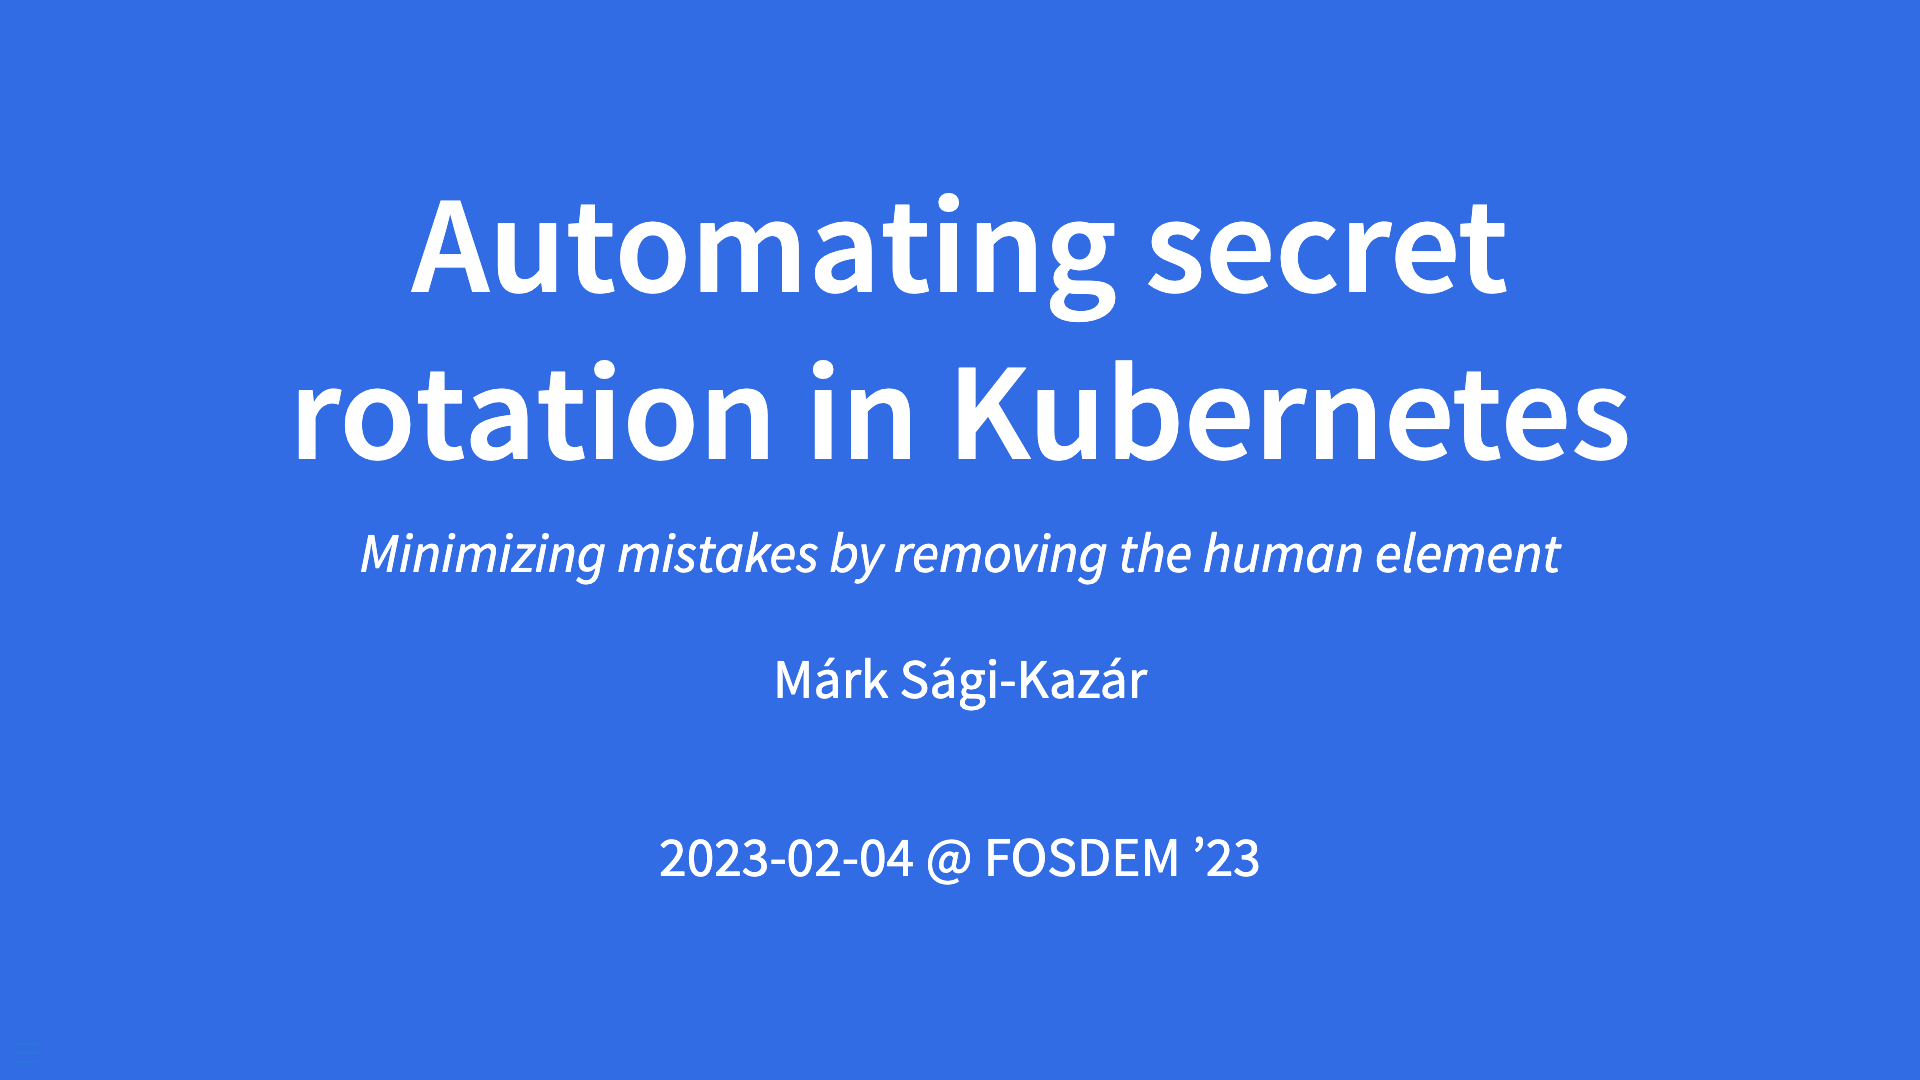 Automating secret
rotation in Kubernetes
Minimizing mistakes by removing the human element
Márk Sági-Kazár
2023-02-04 @ FOSDEM ’23